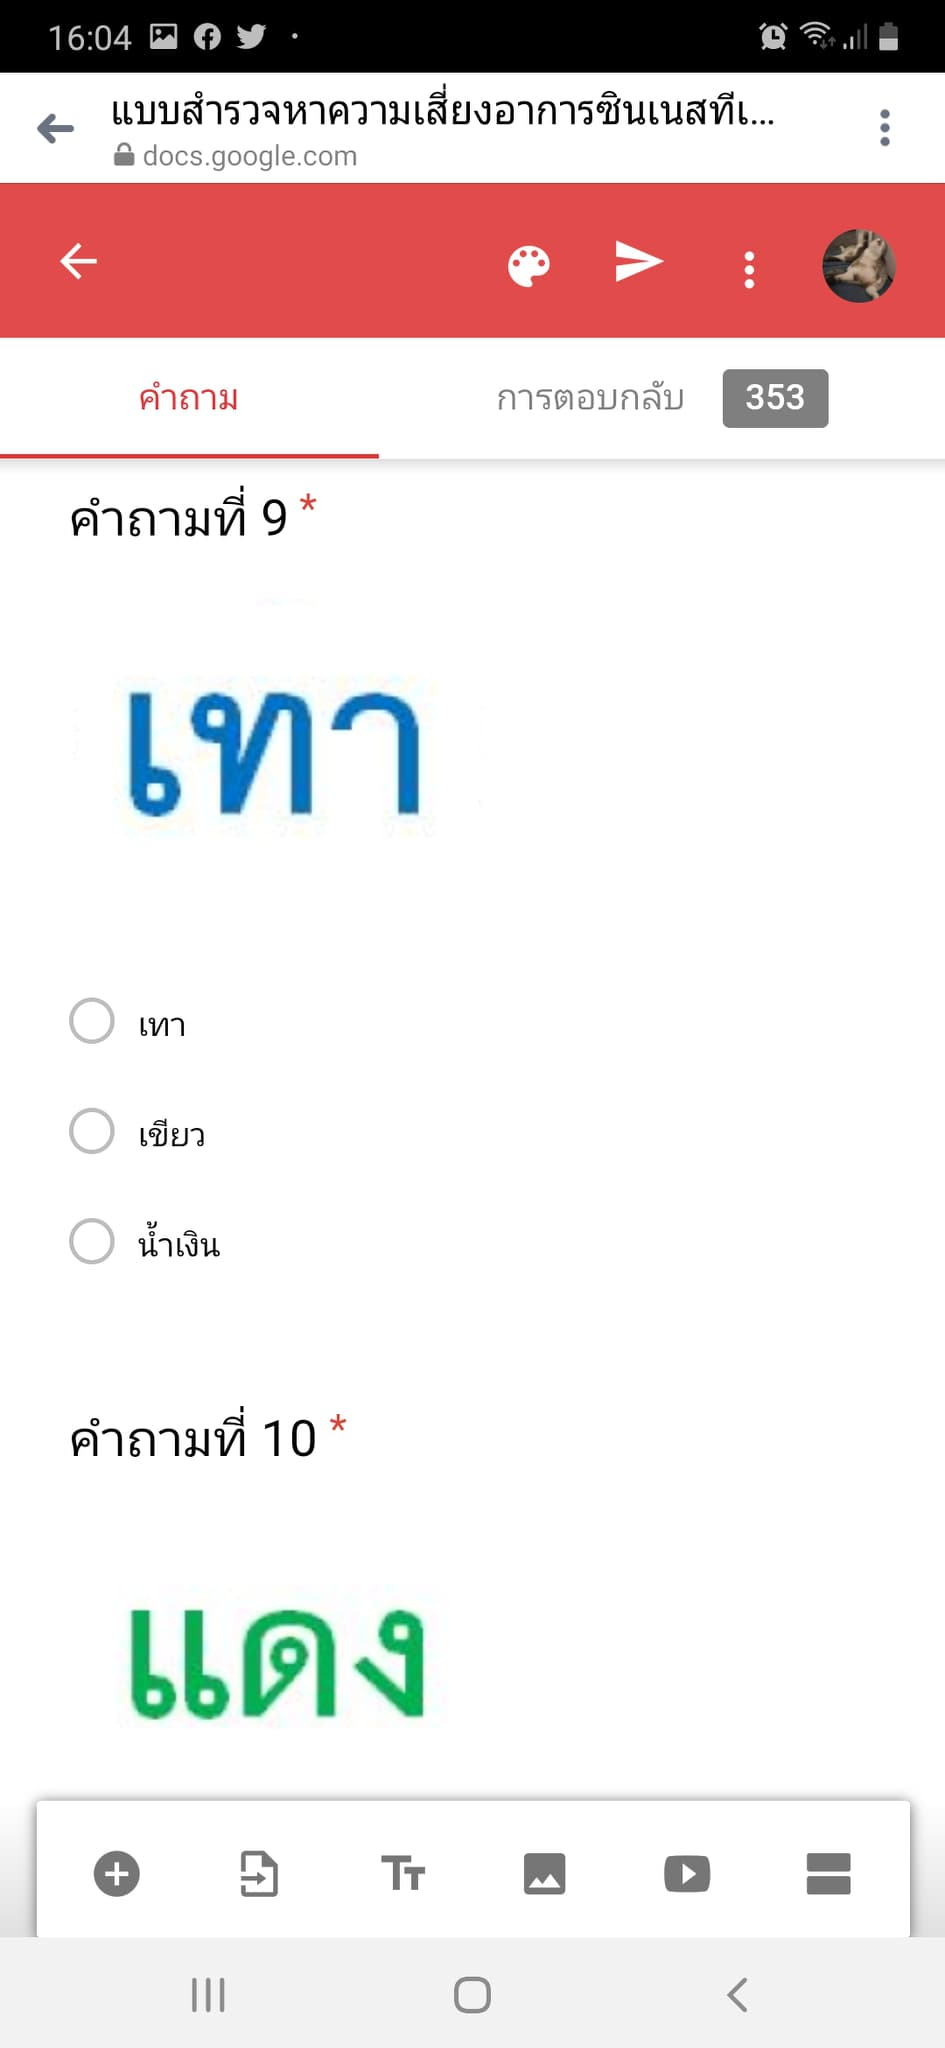 16:04
แบบสำรวจหาความเสี่ยงอาการซินเนสทีเ...
docs.google.com
คำถาม
การตอบกลับ 353
คำถามที่ 9 *
เทา
เทา
เขียว
น้ำเงิน
คำถามที่ 10 *
แดง